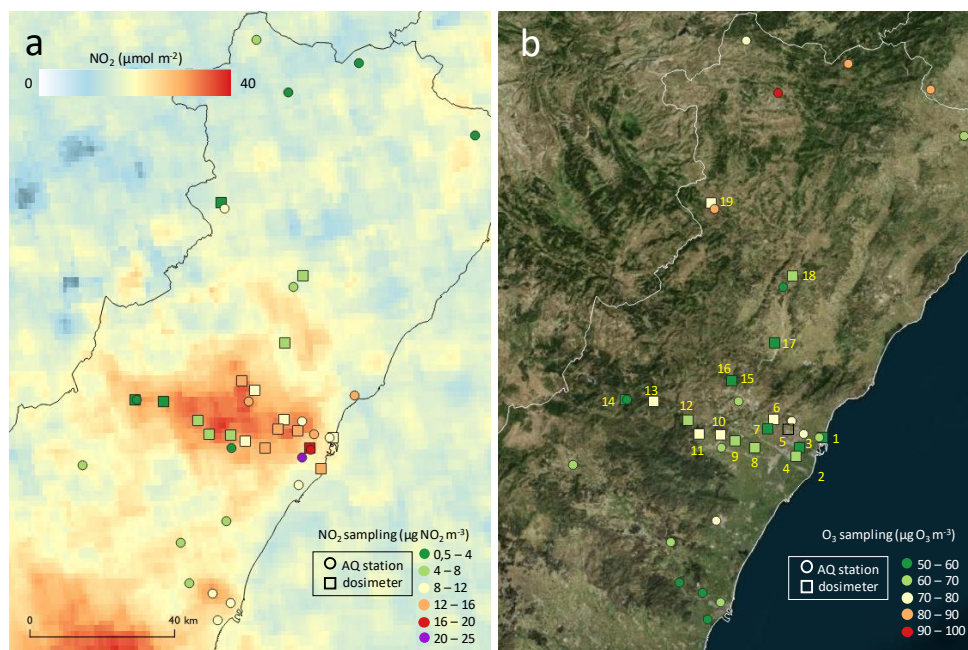 a
NO₂ (µmol m⁻²)
0
40
NO₂ sampling (µg NO₂ m⁻³)
AQ station
dosimeter
0,5 – 4
4 – 8
8 – 12
12 – 16
16 – 20
20 – 25
0
40 km
b
19
18
17
16
15
14
13
12
6
11
10
7
5
3
1
9
8
4
2
O₃ sampling (µg O₃ m⁻³)
AQ station
dosimeter
50 – 60
60 – 70
70 – 80
80 – 90
90 – 100